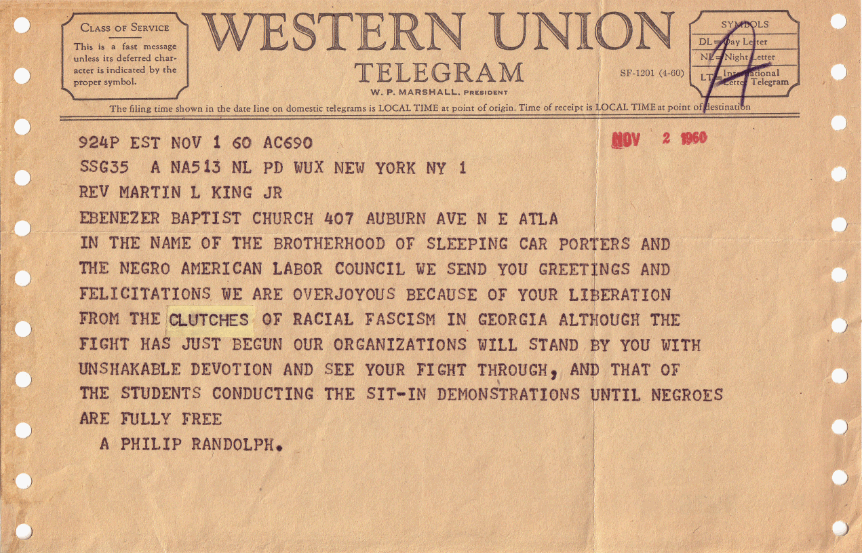 CLASS OF SERVICE
This is a fast message
unless its deferred char-
acter is indicated by the
proper symbol.
WESTERN UNION
TELEGRAM
W. P. MARSHALL, PRESIDENT
SF-1201 (4-60)
SYMBOLS
DL=Day Letter
NL=Night Letter
LT=International Letter Telegram
A
The filing time shown in the date line on domestic telegrams is LOCAL TIME at point of origin. Time of receipt is LOCAL TIME at point of destination
924P EST NOV 1 60 AC690
NOV 2 1960
SSG35 A NA513 NL PD WUX NEW YORK NY 1
REV MARTIN L KING JR
EBENEZER BAPTIST CHURCH 407 AUBURN AVE N E ATLA
IN THE NAME OF THE BROTHERHOOD OF SLEEPING CAR PORTERS AND
THE NEGRO AMERICAN LABOR COUNCIL WE SEND YOU GREETINGS AND
FELICITATIONS WE ARE OVERJOYOUS BECAUSE OF YOUR LIBERATION
FROM THE CLUTCHES OF RACIAL FASCISM IN GEORGIA ALTHOUGH THE
FIGHT HAS JUST BEGUN OUR ORGANIZATIONS WILL STAND BY YOU WITH
UNSHAKABLE DEVOTION AND SEE YOUR FIGHT THROUGH, AND THAT OF
THE STUDENTS CONDUCTING THE SIT-IN DEMONSTRATIONS UNTIL NEGROES
ARE FULLY FREE
A PHILIP RANDOLPH.